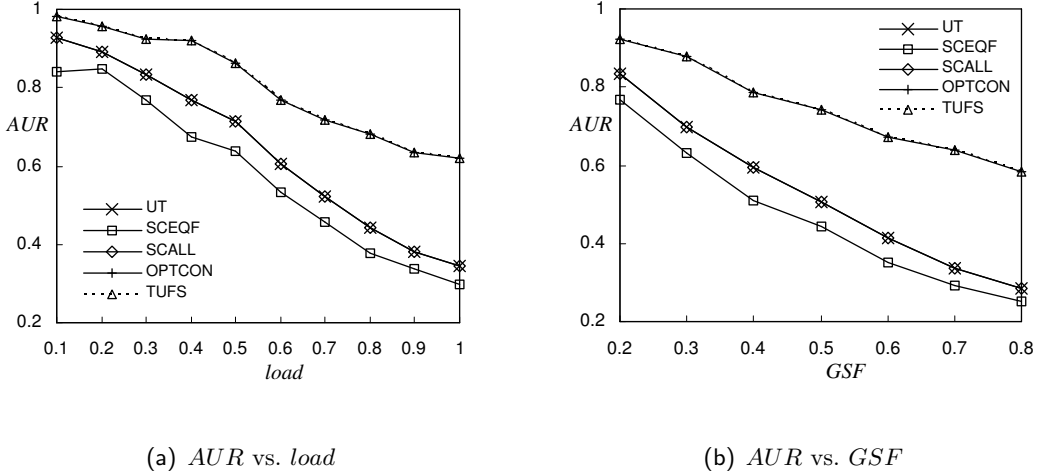 1
0.8
AUR
0.6
0.4
0.2
UT
SCEQF
SCALL
OPTCON
TUFS
0.1 0.2 0.3 0.4 0.5 0.6 0.7 0.8 0.9 1
load
(a) AUR vs. load
1
0.8
AUR
0.6
0.4
0.2
UT
SCEQF
SCALL
OPTCON
TUFS
0.2 0.3 0.4 0.5 0.6 0.7 0.8
GSF
(b) AUR vs. GSF